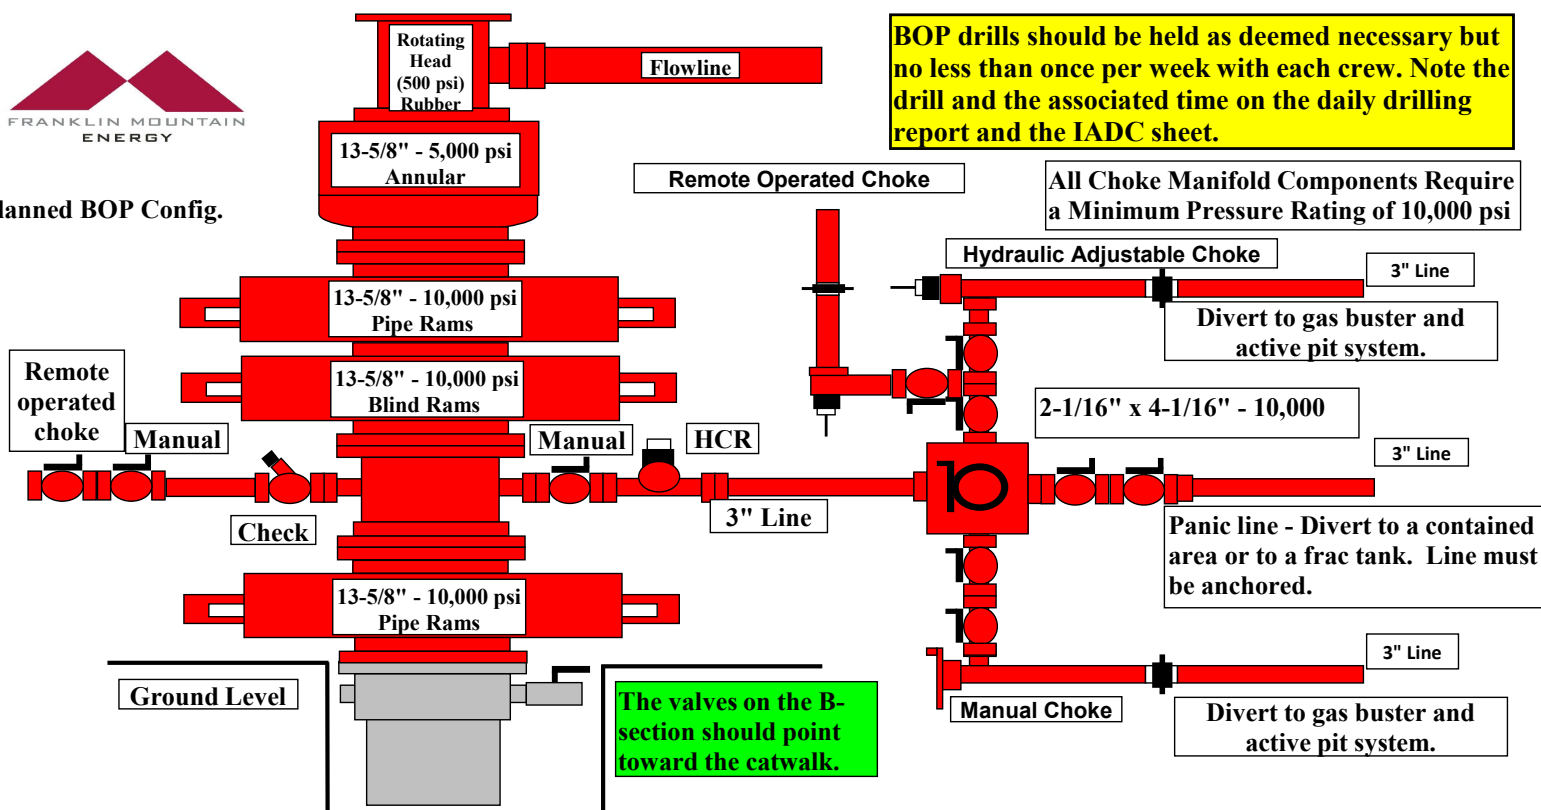 Rotating
Head
(500 psi)
Rubber
Flowline
BOP drills should be held as deemed necessary but
no less than once per week with each crew. Note the
drill and the associated time on the daily drilling
report and the IADC sheet.
FRANKLIN MOUNTAIN
ENERGY
13-5/8" - 5,000 psi
Annular
Remote Operated Choke
All Choke Manifold Components Require
a Minimum Pressure Rating of 10,000 psi
lanned BOP Config.
Hydraulic Adjustable Choke
3" Line
13-5/8" - 10,000 psi
Pipe Rams
Divert to gas buster and
active pit system.
Remote
operated
choke
13-5/8" - 10,000 psi
Blind Rams
2-1/16" x 4-1/16" - 10,000
Manual
Manual
HCR
3" Line
Check
3" Line
Panic line - Divert to a contained
area or to a frac tank. Line must
be anchored.
13-5/8" - 10,000 psi
Pipe Rams
3" Line
Ground Level
The valves on the B-
section should point
toward the catwalk.
Manual Choke
Divert to gas buster and
active pit system.